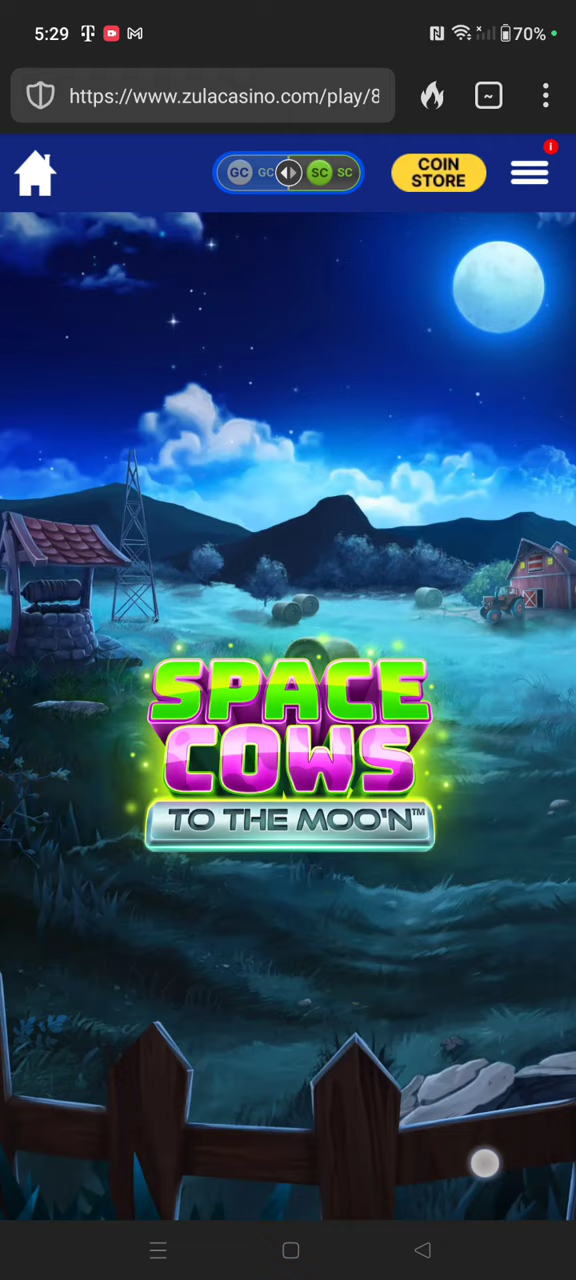 5:29
70%
https://www.zulacasino.com/play/8
~
i
GC GC SC SC
COIN
STORE
SPACE
COWS
TO THE MOO'N™